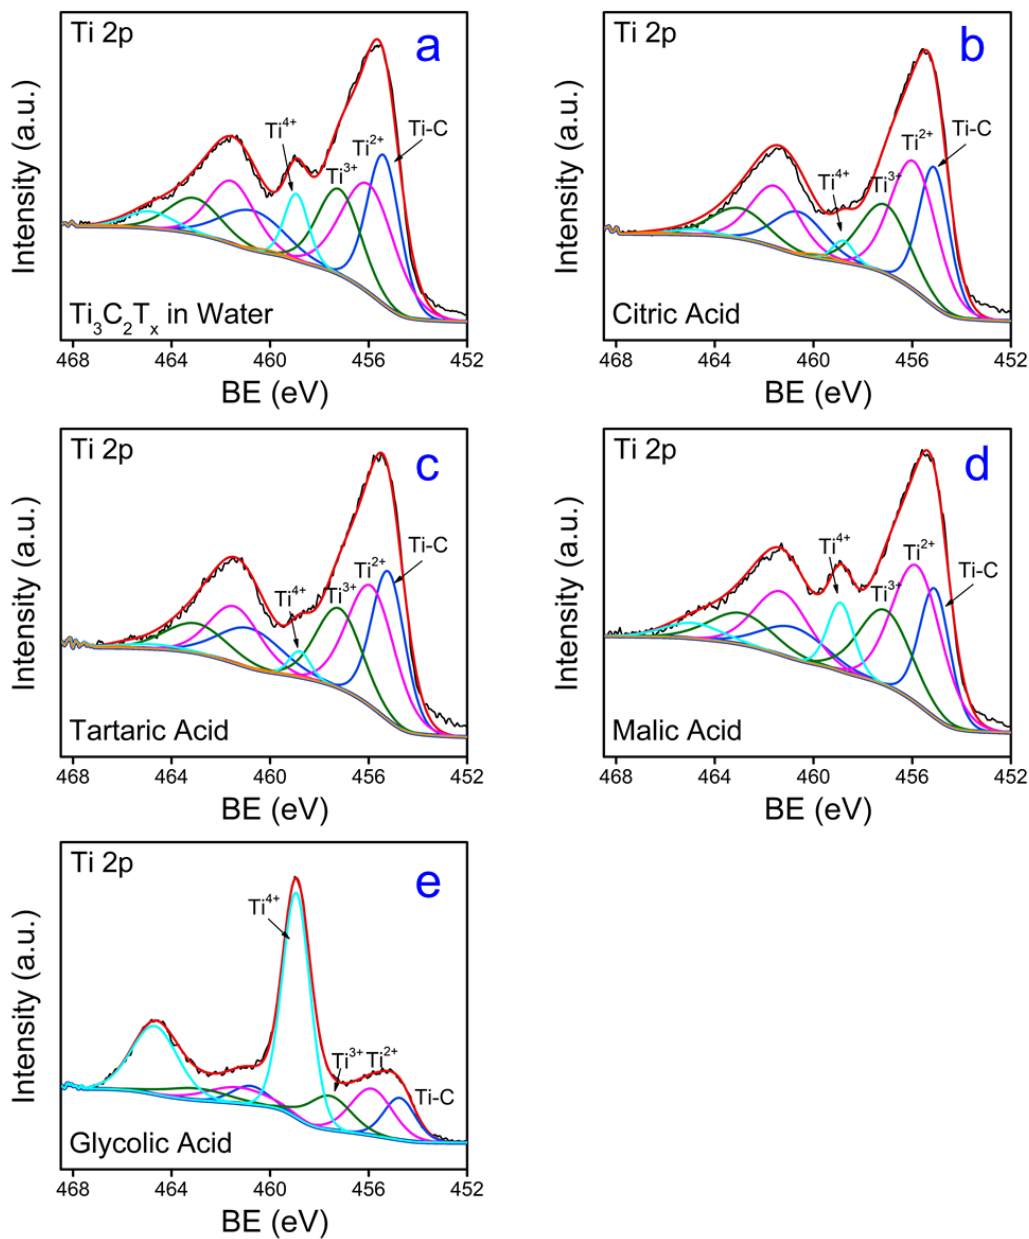 Ti 2p
a
Intensity (a.u.)
Ti⁴⁺
Ti³⁺
Ti²⁺
Ti-C
Ti₃C₂Tₓ in Water
468 464 460 456 452
BE (eV)
Ti 2p
b
Intensity (a.u.)
Ti⁴⁺
Ti³⁺
Ti²⁺
Ti-C
Citric Acid
468 464 460 456 452
BE (eV)
Ti 2p
c
Intensity (a.u.)
Ti⁴⁺
Ti³⁺
Ti²⁺
Ti-C
Tartaric Acid
468 464 460 456 452
BE (eV)
Ti 2p
d
Intensity (a.u.)
Ti⁴⁺
Ti³⁺
Ti²⁺
Ti-C
Malic Acid
468 464 460 456 452
BE (eV)
Ti 2p
e
Intensity (a.u.)
Ti⁴⁺
Ti³⁺
Ti²⁺
Ti-C
Glycolic Acid
468 464 460 456 452
BE (eV)